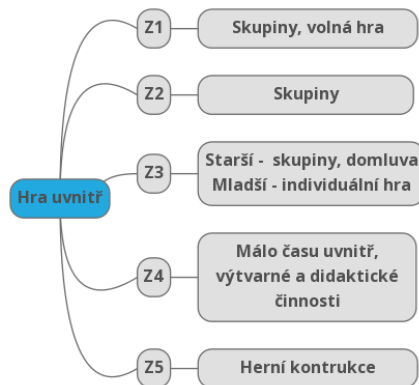 Z1
Skupiny, volná hra
Z2
Skupiny
Hra uvnitř
Z3
Starší -  skupiny, domluva
Mladší - individuální hra
Z4
Málo času uvnitř,
výtvarné a didaktické
činnosti
Z5
Herní kontrukce